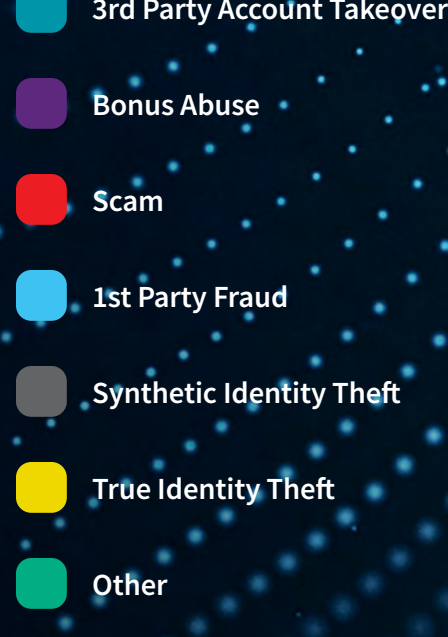 3rd Party Account Takeover
Bonus Abuse
Scam
1st Party Fraud
Synthetic Identity Theft
True Identity Theft
Other